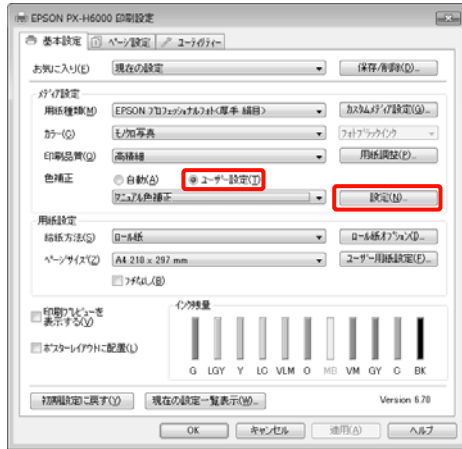 EPSON PX-H6000 印刷設定
基本設定 ページ設定 ユーティリティー
お気に入り(E) 現在の設定 保存/削除(D)...
メディア設定
用紙種類(M) EPSON プロフェッショナルフォト<厚手 絹目> カスタムメディア設定(G)...
カラー(C) モノクロ写真 フォトブラックインク
印刷品質(Q) 高精細 用紙調整(P)...
色補正 自動(A) ユーザー設定(T)
マニュアル色補正 設定(N)...
用紙設定
給紙方法(S) ロール紙 ロール紙オプション(I)...
ページサイズ(Z) A4 210 x 297 mm ユーザー用紙設定(F)...
フチなし(B)
印刷プレビューを
表示する(V)
インク残量
ポスターレイアウトに配置(L)
G LGY Y LC VLM O MB VM GY C BK
初期設定に戻す(Y) 現在の設定一覧表示(W)... Version 6.70
OK キャンセル 適用(A) ヘルプ